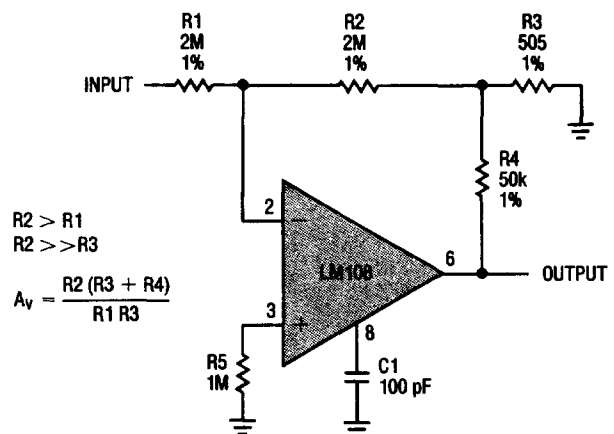 R1
2M
1%
R2
2M
1%
R3
505
1%
INPUT
R4
50k
1%
2
−
LM108
6
OUTPUT
3
+
8
R5
1M
C1
100 pF
R2 > R1
R2 >> R3
Av = R2 (R3 + R4)
R1 R3